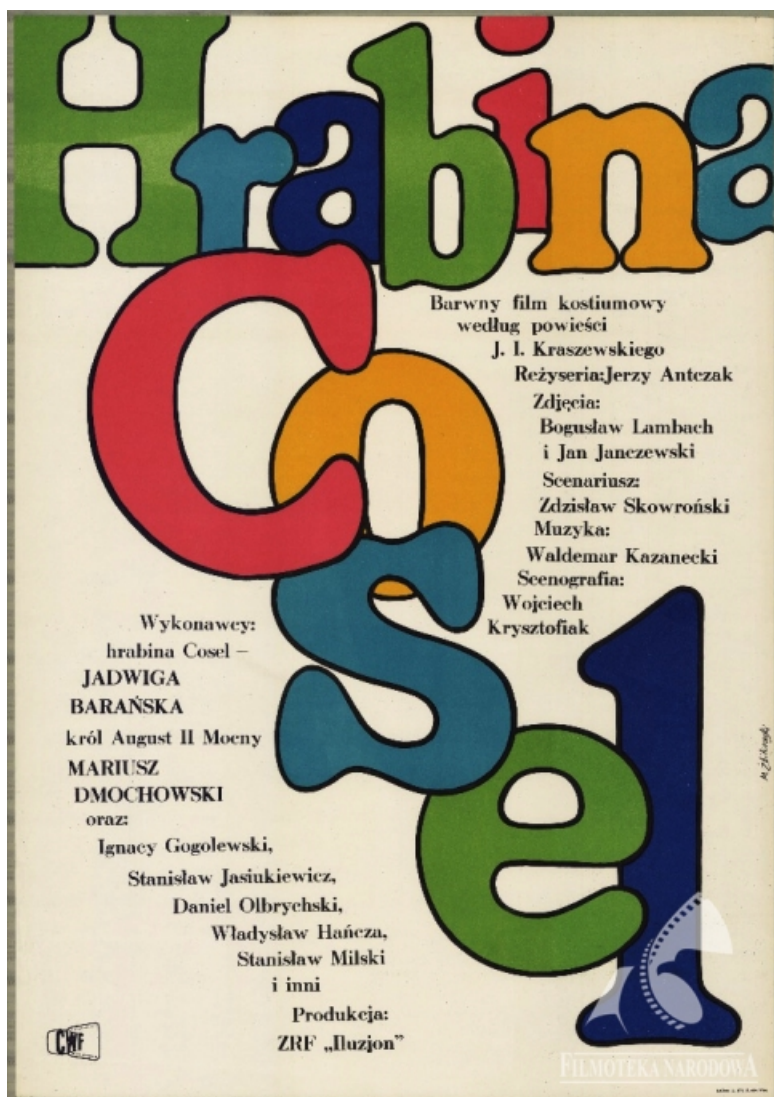 Hrabina
Cosel
Barwny film kostiumowy
według powieści
J. I. Kraszewskiego
Reżyseria:Jerzy Antczak
Zdjęcia:
Bogusław Lambach
i Jan Janczewski
Scenariusz:
Zdzisław Skowroński
Muzyka:
Waldemar Kazanecki
Scenografia:
Wojciech
Krysztofiak
Wykonawcy:
hrabina Cosel –
JADWIGA
BARAŃSKA
król August II Mocny
MARIUSZ
DMOCHOWSKI
oraz:
Ignacy Gogolewski,
Stanisław Jasiukiewicz,
Daniel Olbrychski,
Władysław Hańcza,
Stanisław Milski
i inni
Produkcja:
ZRF „Iluzjon”
CWF
FILMOTEKA NARODOWA